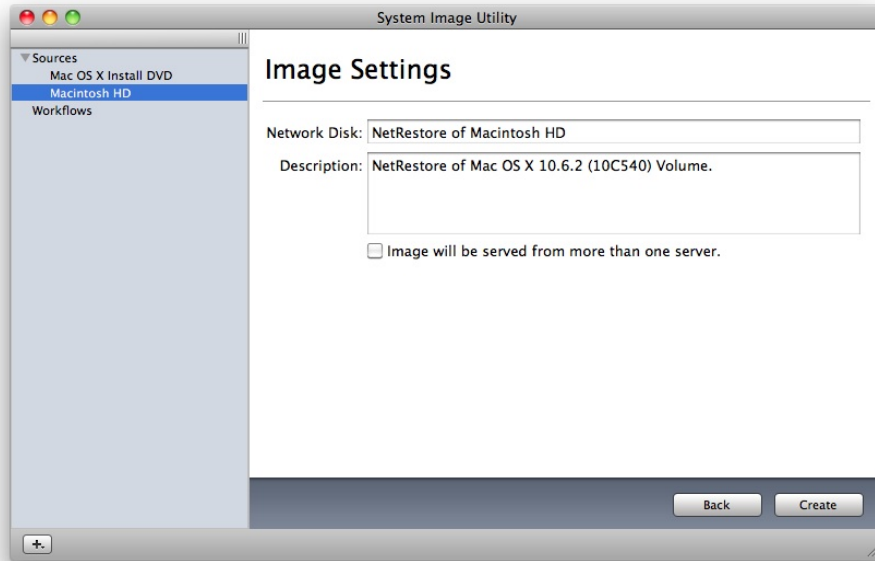 System Image Utility
Sources
Mac OS X Install DVD
Macintosh HD
Workflows
Image Settings
Network Disk: NetRestore of Macintosh HD
Description: NetRestore of Mac OS X 10.6.2 (10C540) Volume.
Image will be served from more than one server.
Back Create